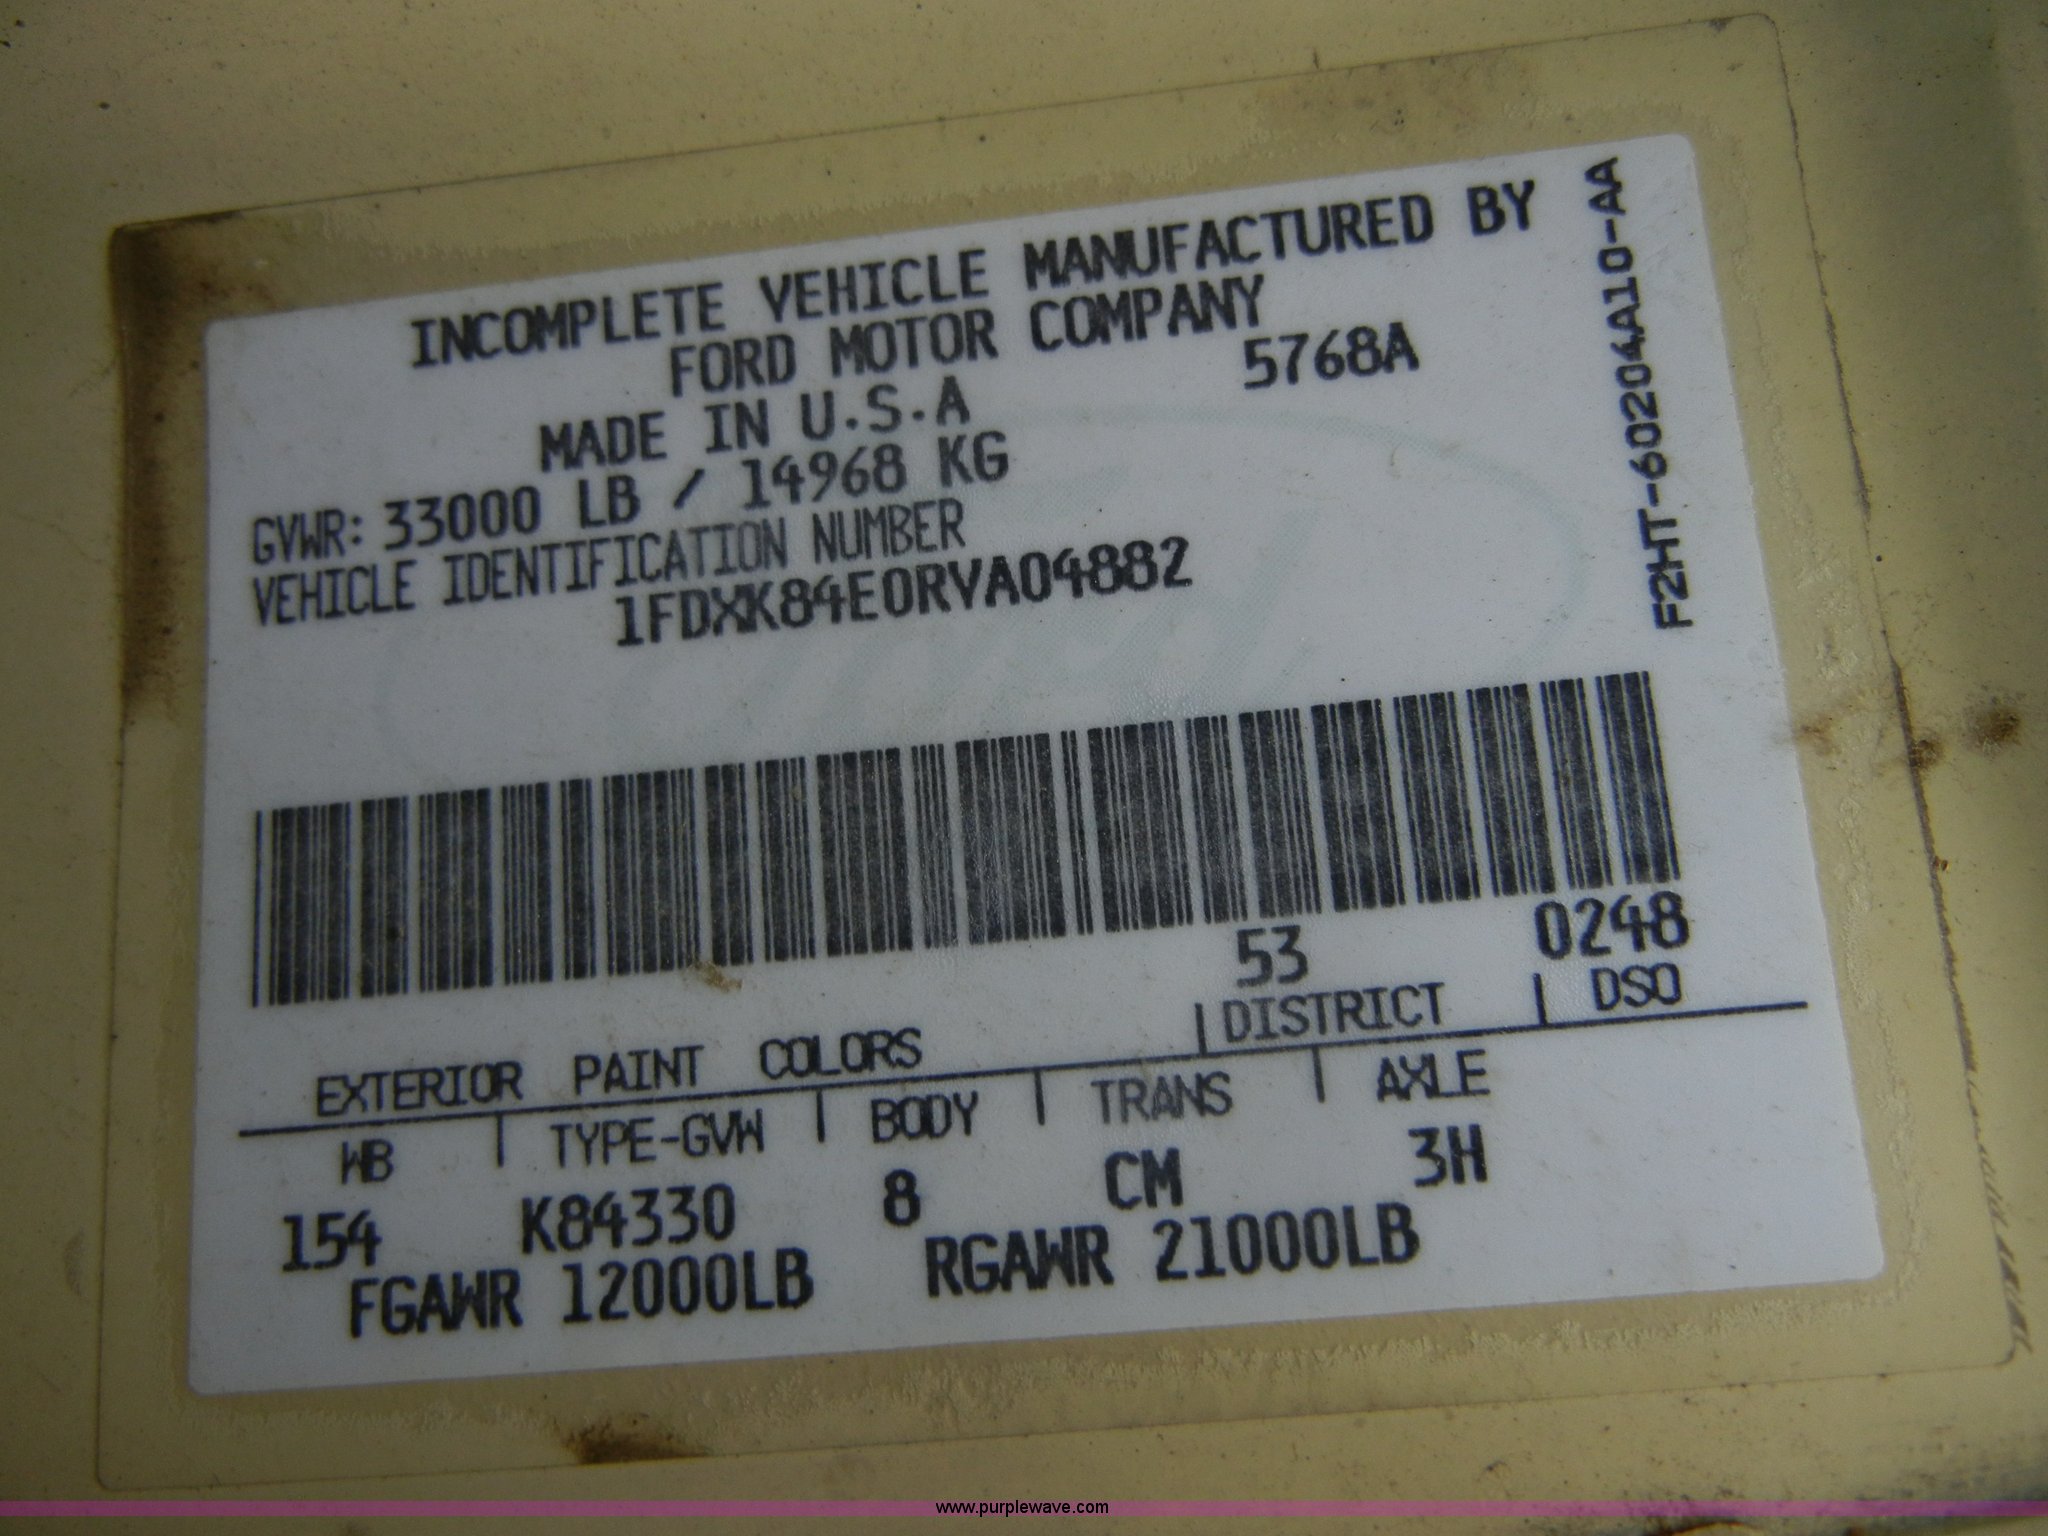 INCOMPLETE VEHICLE MANUFACTURED BY
FORD MOTOR COMPANY
5768A
MADE IN U.S.A
GVWR: 33000 LB / 14968 KG
VEHICLE IDENTIFICATION NUMBER
1FDXK84E0RVA04882
F2HT-60204A10-AA
53 0248
EXTERIOR PAINT COLORS DISTRICT DSO
WB TYPE-GVW BODY TRANS AXLE
154 K84330 8 CM 3H
FGAWR 12000LB RGAWR 21000LB
www.purplewave.com